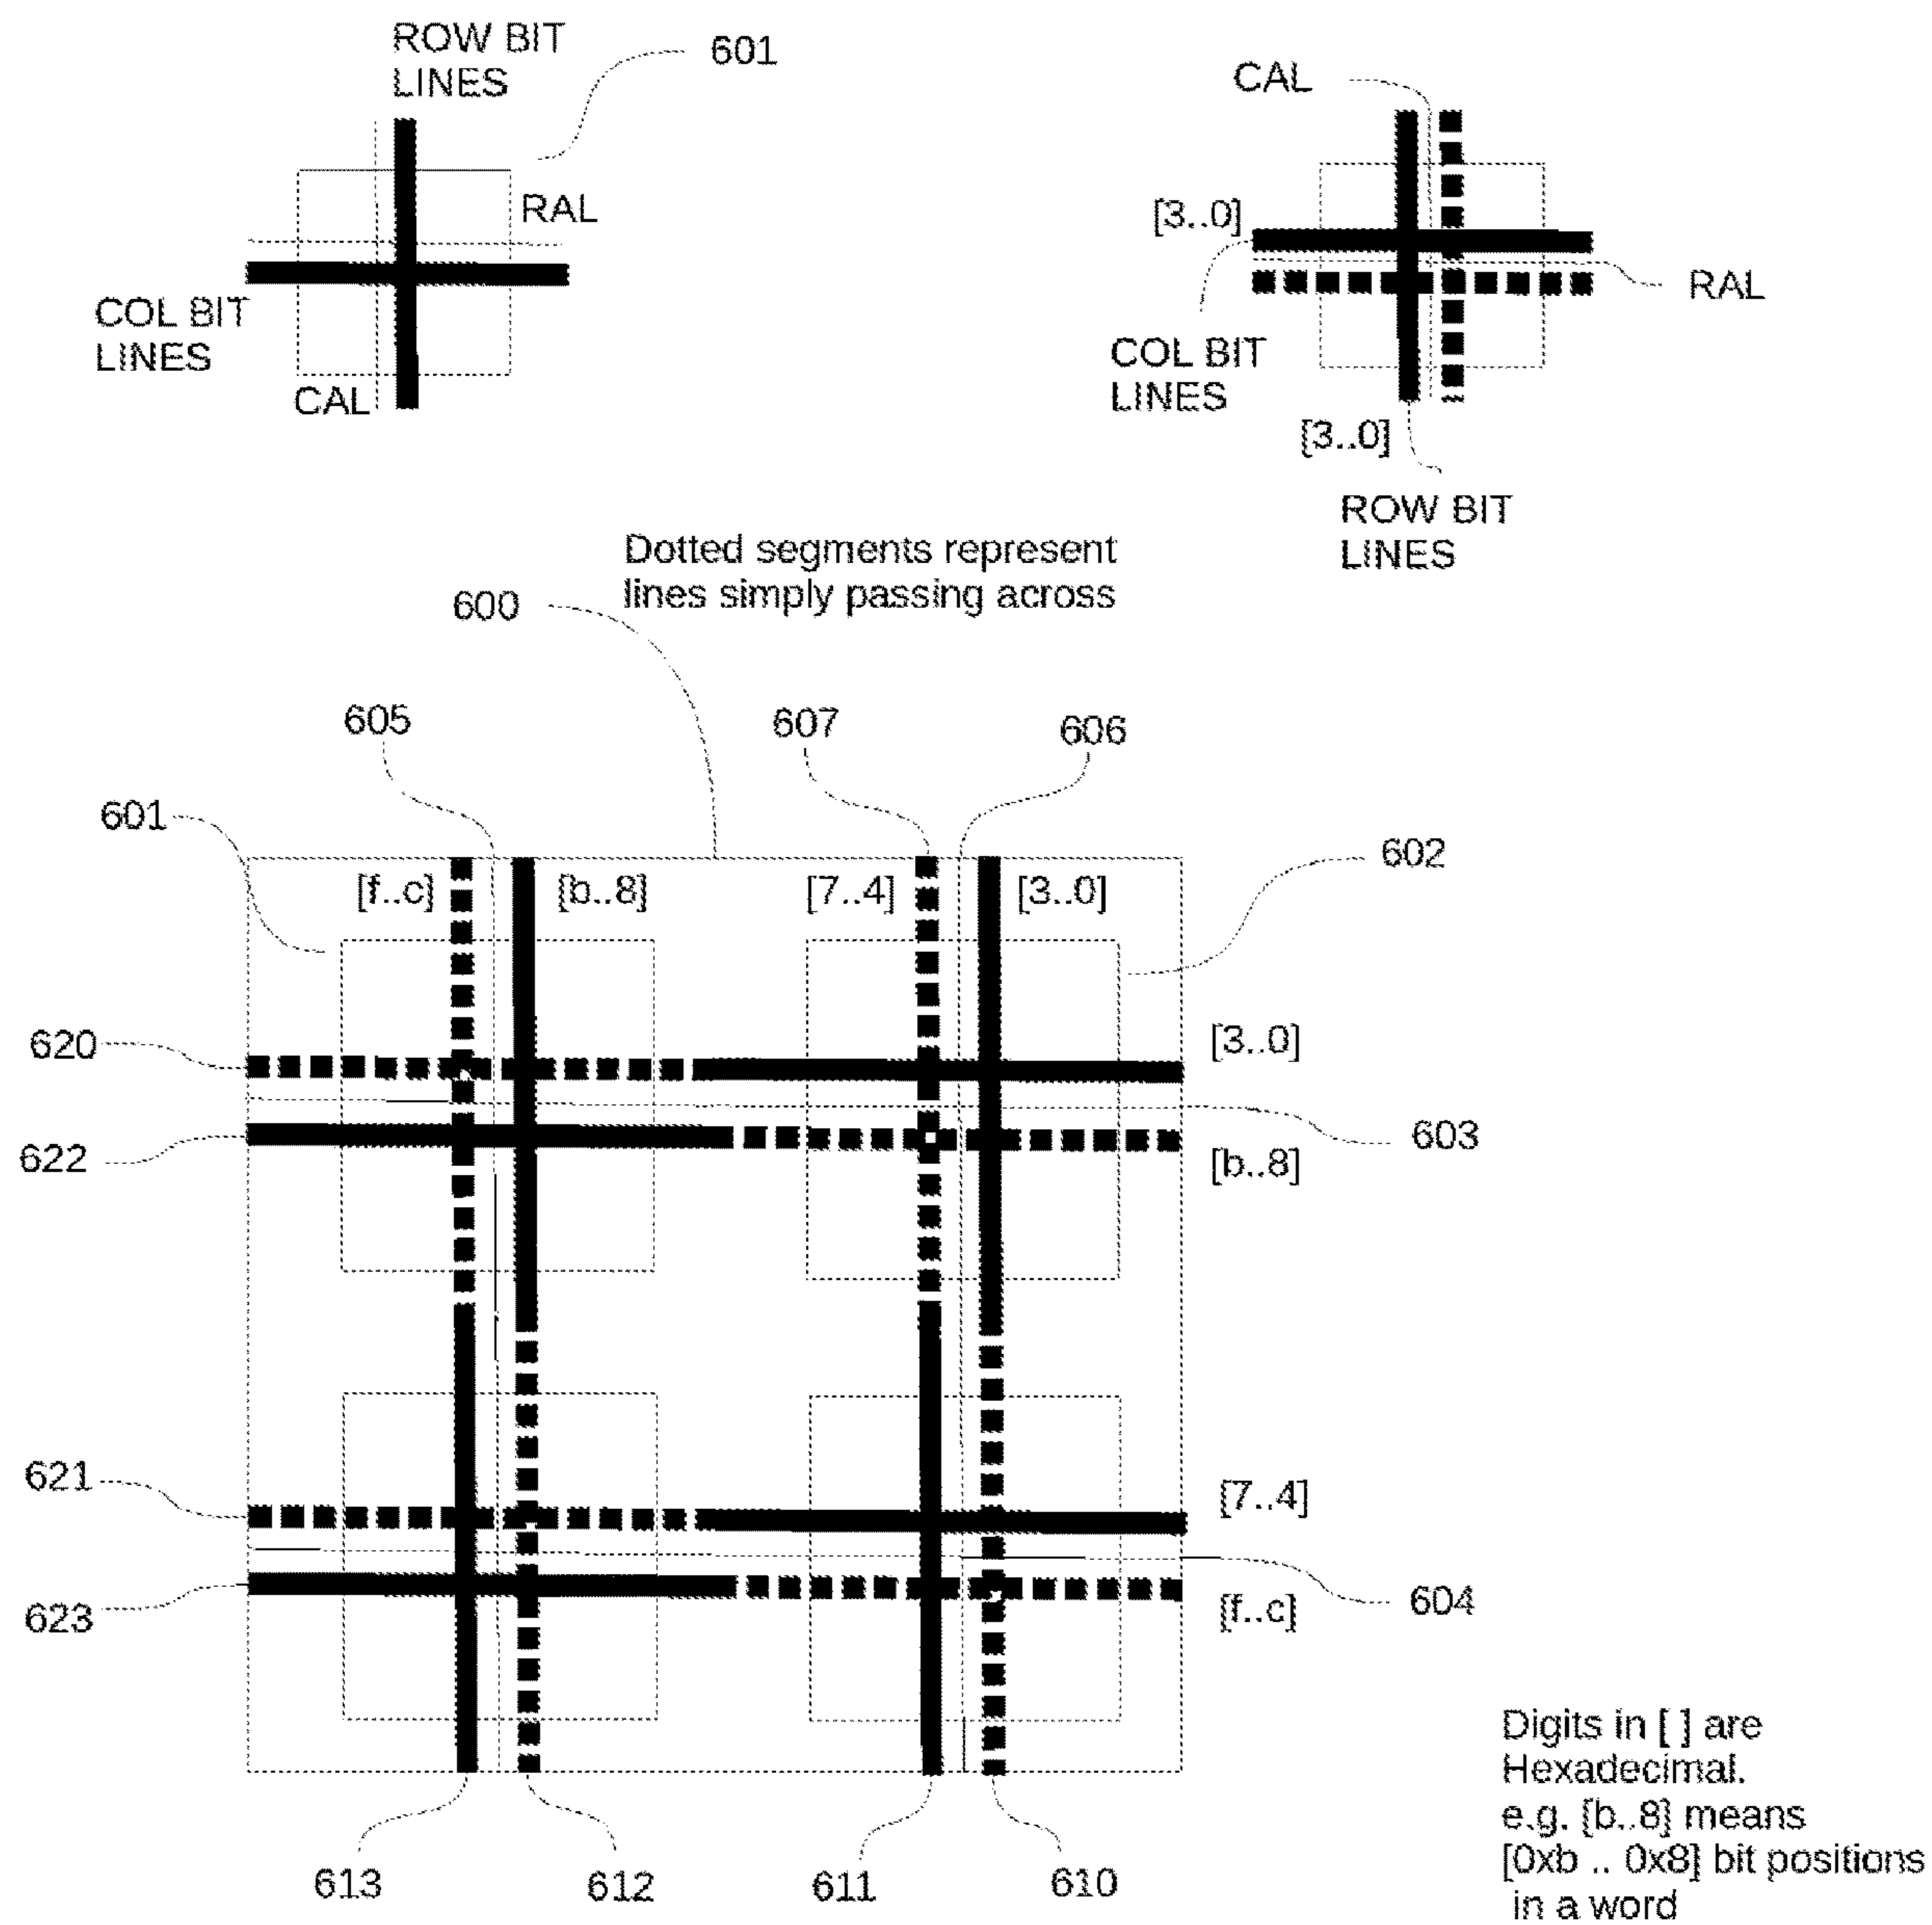 ROW BIT
LINES
601
RAL
COL BIT
LINES
CAL
CAL
[3..0]
RAL
COL BIT
LINES
[3..0]
ROW BIT
LINES
Dotted segments represent
lines simply passing across
600
605
607
606
601
602
[f..c]
[b..8]
[7..4]
[3..0]
620
[3..0]
622
603
[b..8]
621
[7..4]
623
604
[f..c]
613
612
611
610
Digits in [ ] are
Hexadecimal.
e.g. [b..8] means
[0xb .. 0x8] bit positions
in a word